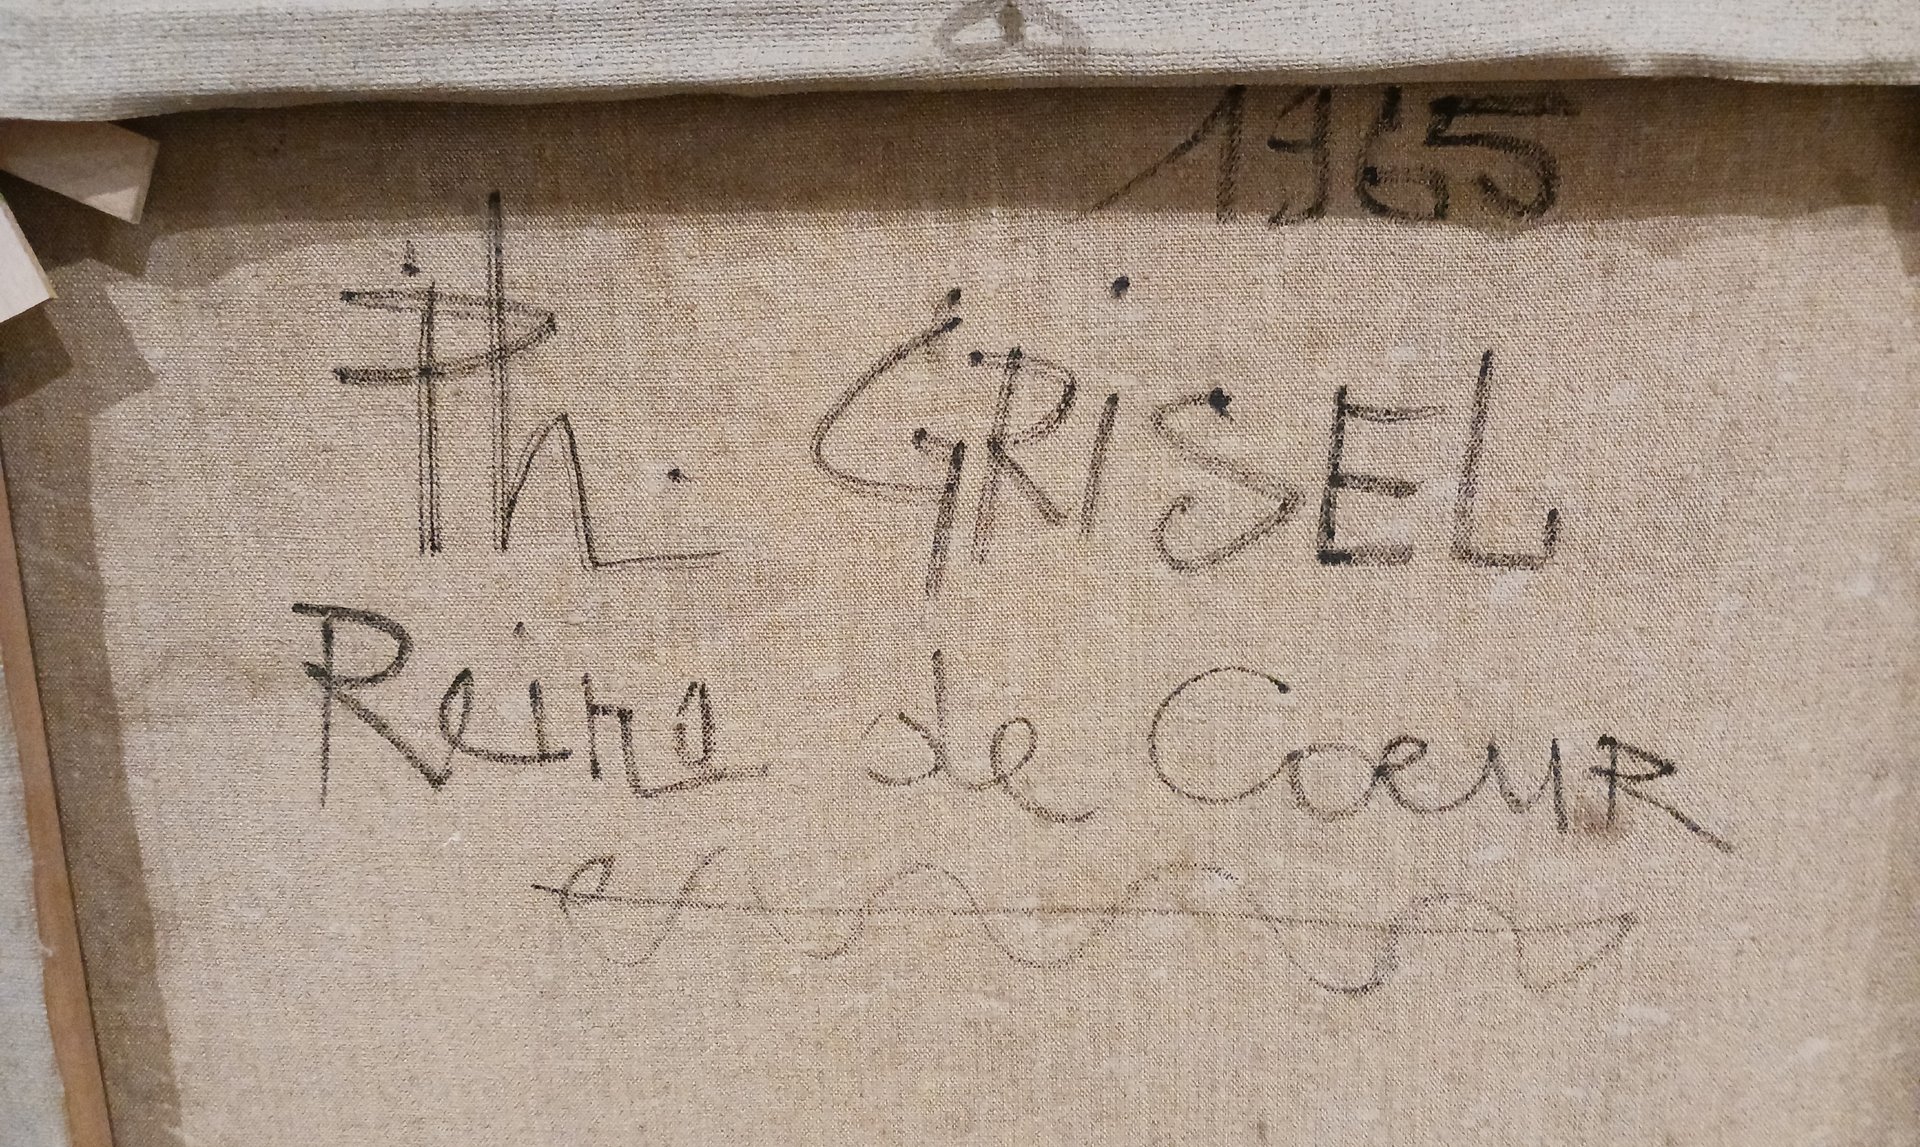 1965
Ph. GRISEL
Reine de Coeur